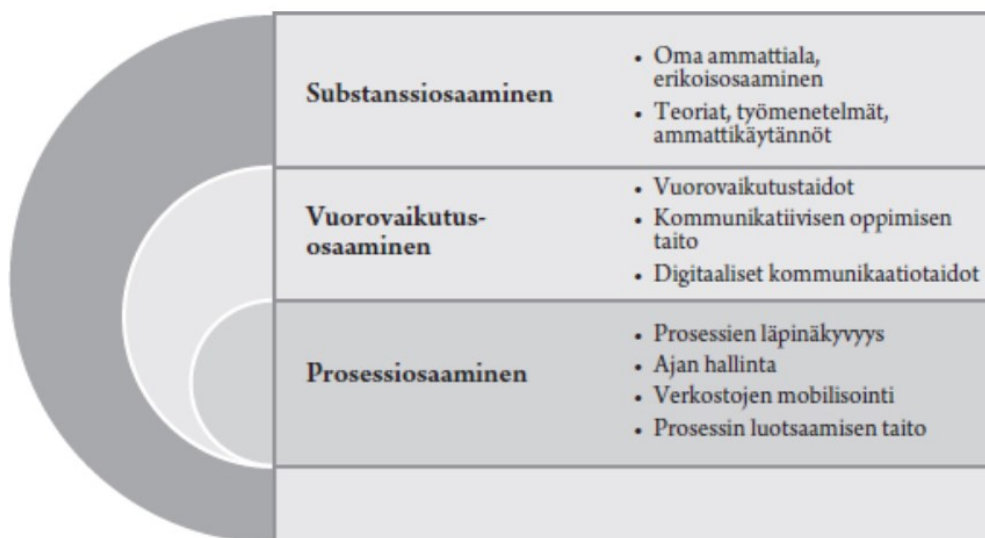 Substanssiosaaminen
• Oma ammattiala,
erikoisosaaminen
• Teoriat, työmenetelmät,
ammattikäytännöt
Vuorovaikutus-
osaaminen
• Vuorovaikutustaidot
• Kommunikatiivisen oppimisen
taito
• Digitaaliset kommunikaatiotaidot
Prosessiosaaminen
• Prosessien läpinäkyvyys
• Ajan hallinta
• Verkostojen mobilisointi
• Prosessin luotsaamisen taito